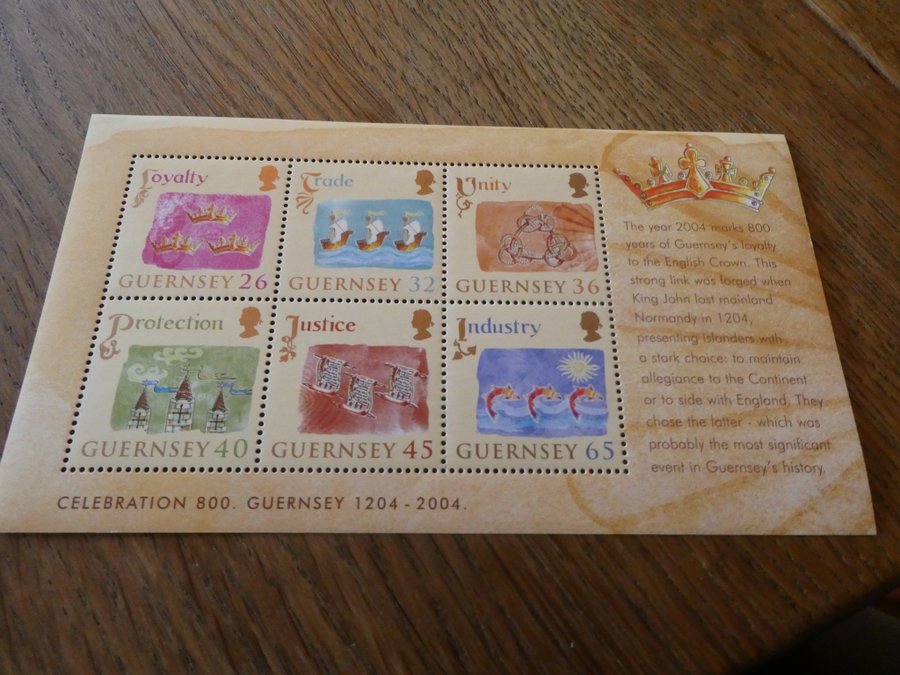 Loyalty
GUERNSEY 26
Trade
GUERNSEY 32
Unity
GUERNSEY 36
Protection
GUERNSEY 40
Justice
GUERNSEY 45
Industry
GUERNSEY 65
The year 2004 marks 800
years of Guernsey's loyalty
to the English Crown. This
strong link was forged when
King John lost mainland
Normandy in 1204,
presenting islanders with
a stark choice: to maintain
allegiance to the Continent
or to side with England. They
chose the latter - which was
probably the most significant
event in Guernsey's history.
CELEBRATION 800. GUERNSEY 1204 - 2004.